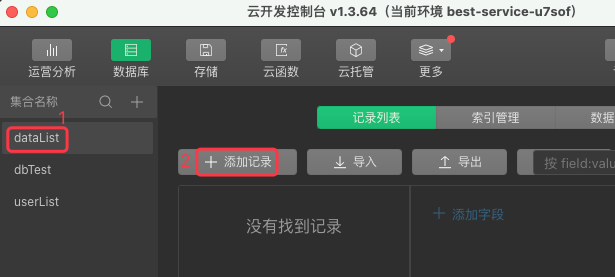 云开发控制台 v1.3.64（当前环境 best-service-u7sof）
运营分析 数据库 存储 云函数 云托管 更多
集合名称
1
dataList
dbTest
userList
记录列表 索引管理 数据
2 添加记录 导入 导出 按 field:valu
没有找到记录
添加字段